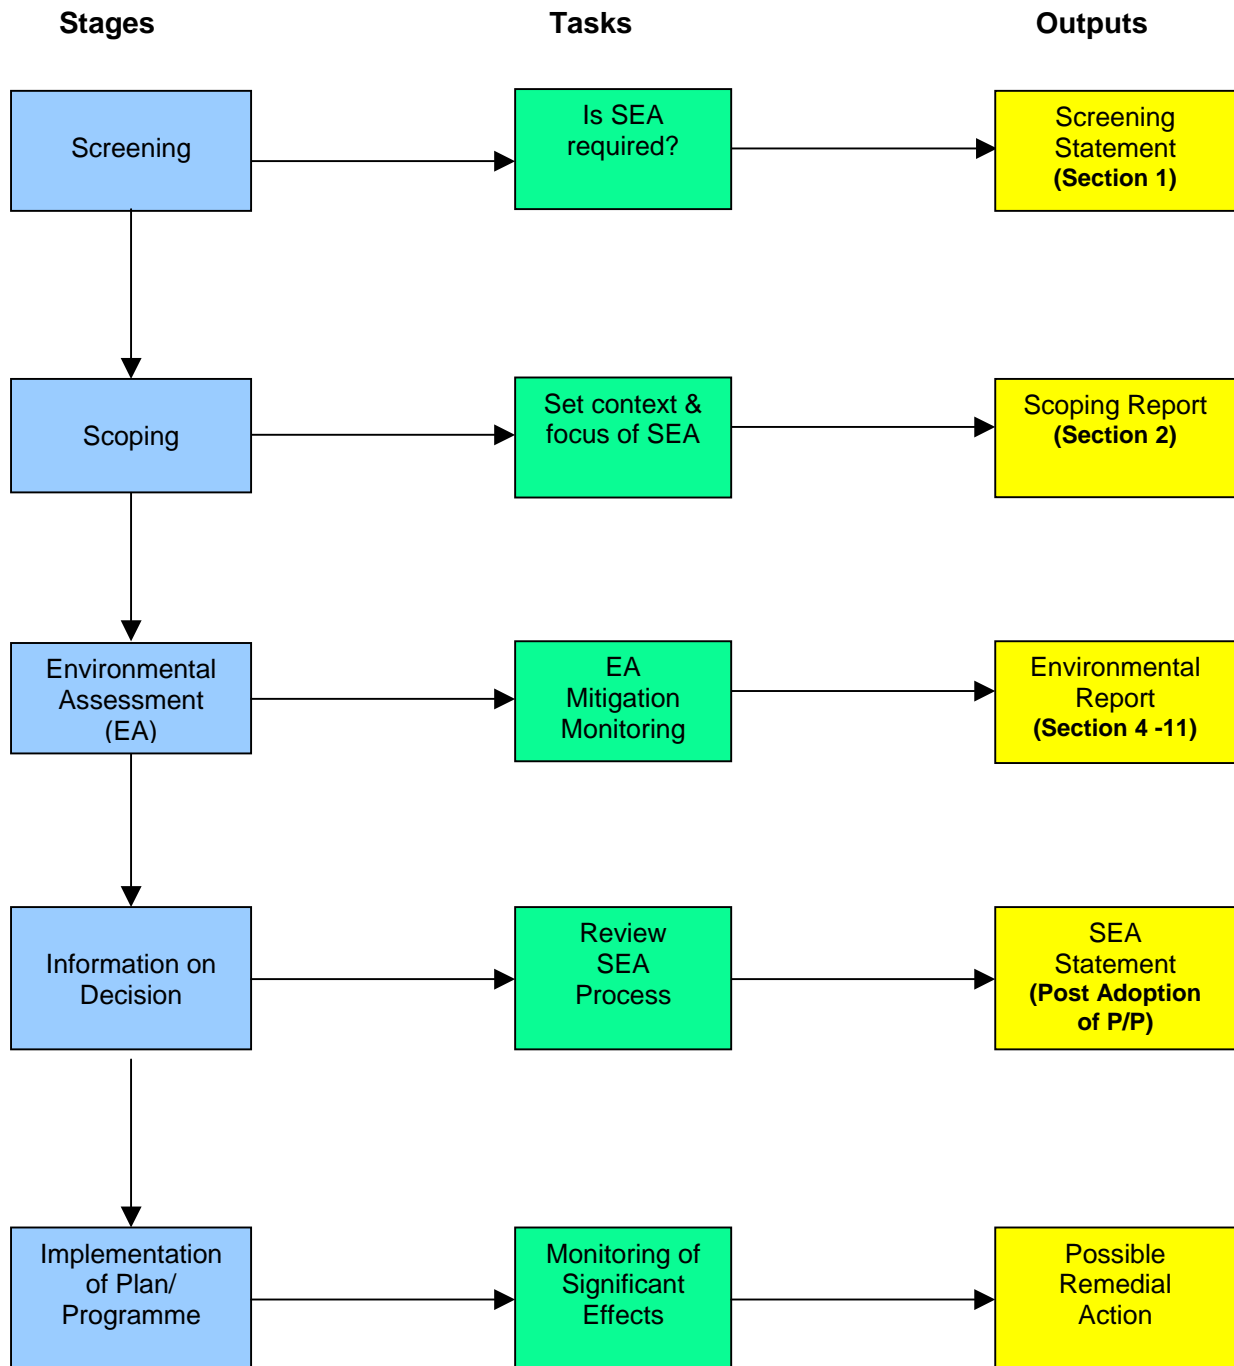 Stages Tasks Outputs
Screening
Is SEA
required?
Screening
Statement
(Section 1)
Scoping
Set context &
focus of SEA
Scoping Report
(Section 2)
Environmental
Assessment
(EA)
EA
Mitigation
Monitoring
Environmental
Report
(Section 4 -11)
Information on
Decision
Review
SEA
Process
SEA
Statement
(Post Adoption
of P/P)
Implementation
of Plan/
Programme
Monitoring of
Significant
Effects
Possible
Remedial
Action